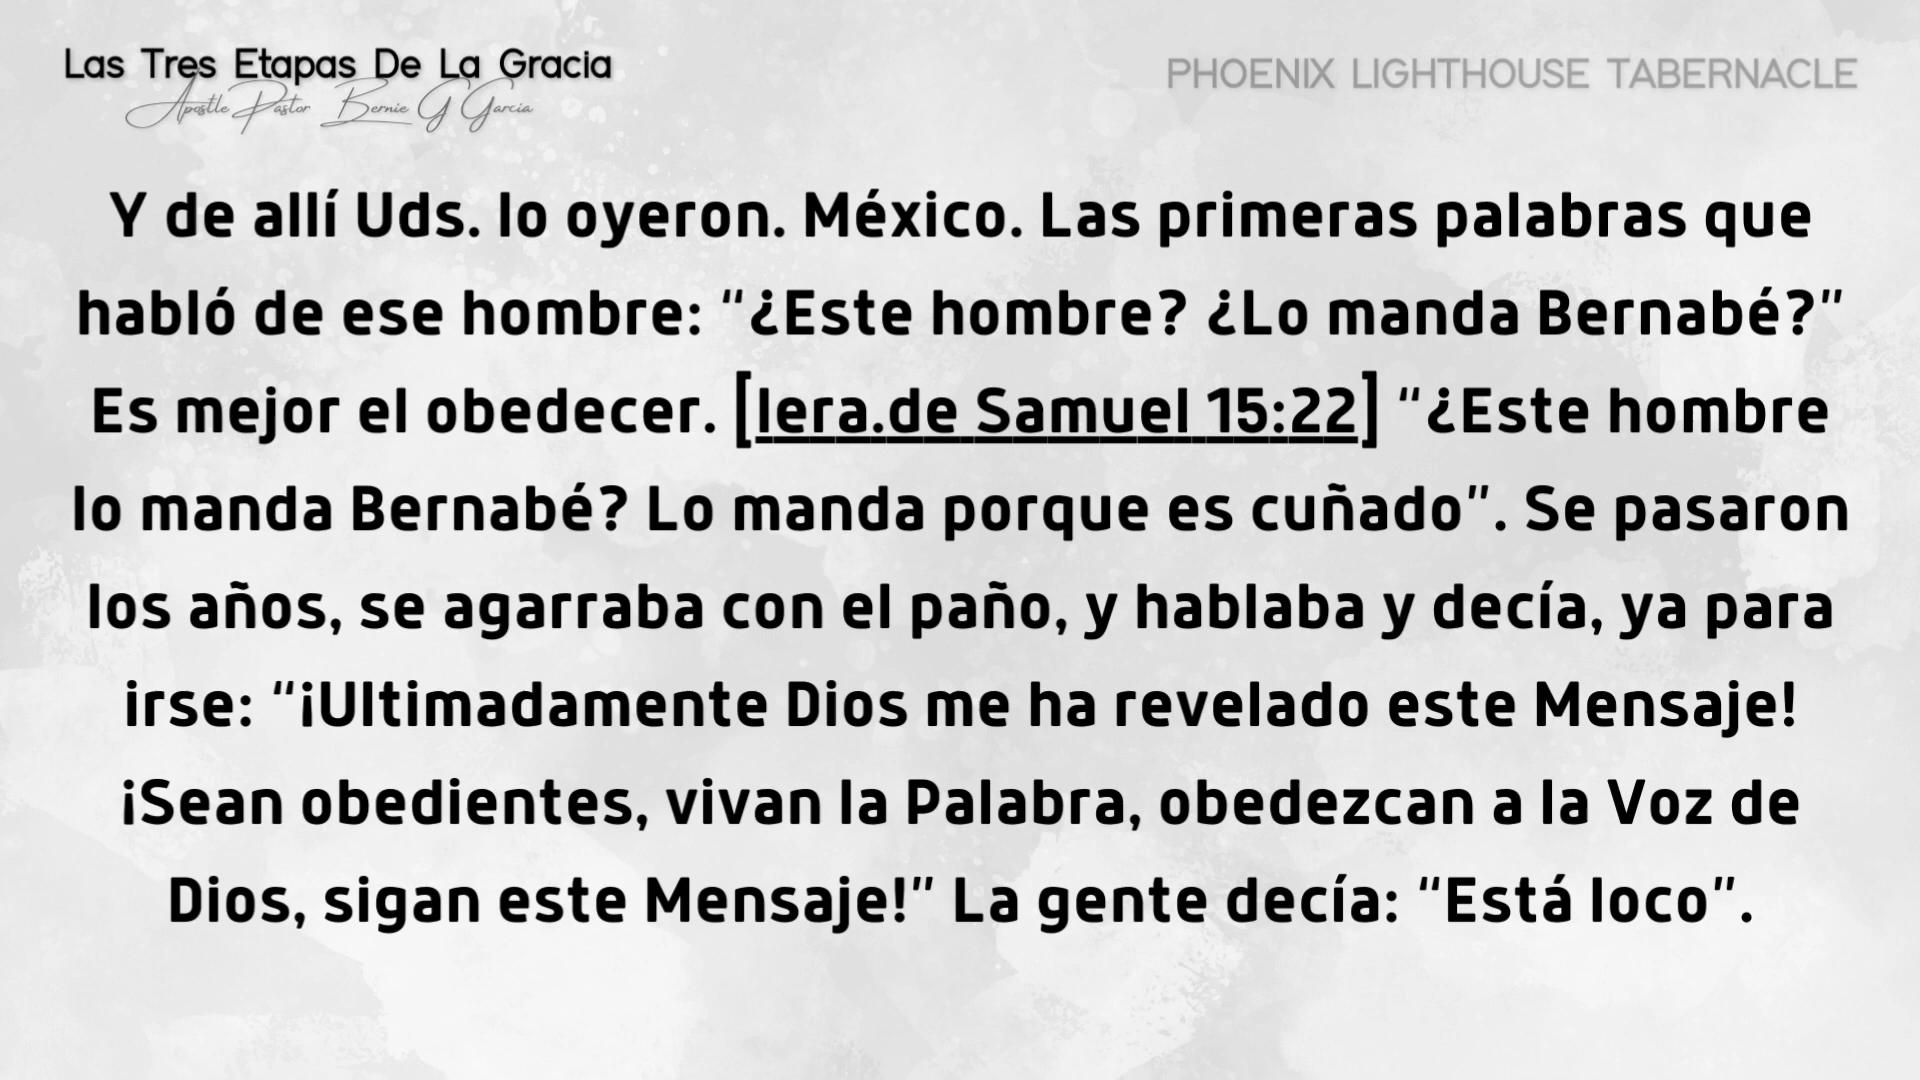 Las Tres Etapas De La Gracia
Apostle Pastor Bernie G Garcia
PHOENIX LIGHTHOUSE TABERNACLE
Y de allí Uds. lo oyeron. México. Las primeras palabras que
habló de ese hombre: “¿Este hombre? ¿Lo manda Bernabé?”
Es mejor el obedecer. [Iera.de Samuel 15:22] “¿Este hombre
lo manda Bernabé? Lo manda porque es cuñado”. Se pasaron
los años, se agarraba con el paño, y hablaba y decía, ya para
irse: “¡Ultimadamente Dios me ha revelado este Mensaje!
¡Sean obedientes, vivan la Palabra, obedezcan a la Voz de
Dios, sigan este Mensaje!” La gente decía: “Está loco”.